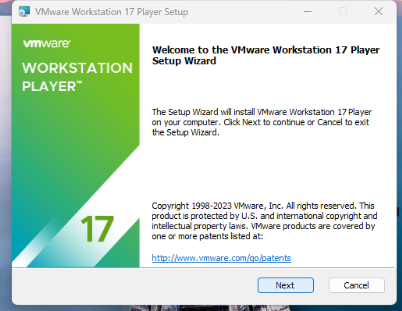 VMware Workstation 17 Player Setup
vmware
WORKSTATION
PLAYER™
17
Welcome to the VMware Workstation 17 Player
Setup Wizard
The Setup Wizard will install VMware Workstation 17 Player
on your computer. Click Next to continue or Cancel to exit
the Setup Wizard.
Copyright 1998-2023 VMware, Inc. All rights reserved. This
product is protected by U.S. and international copyright and
intellectual property laws. VMware products are covered by
one or more patents listed at:
http://www.vmware.com/go/patents
Next
Cancel